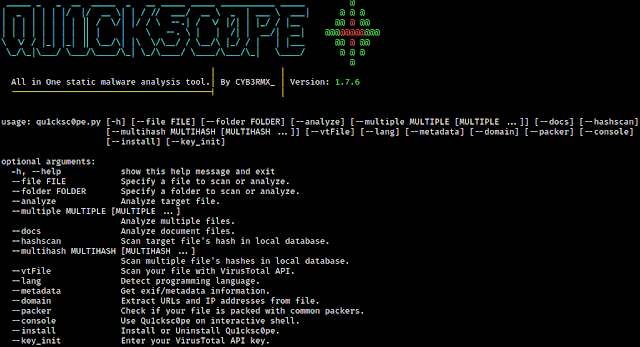 All in One static malware analysis tool. | By CYB3RMX_ | Version: 1.7.6
usage: qu1cksc0pe.py [-h] [--file FILE] [--folder FOLDER] [--analyze] [--multiple MULTIPLE [MULTIPLE ...]] [--docs] [--hashscan]
[--multihash MULTIHASH [MULTIHASH ...]] [--vtFile] [--lang] [--metadata] [--domain] [--packer] [--console]
[--install] [--key_init]
optional arguments:
-h, --help show this help message and exit
--file FILE Specify a file to scan or analyze.
--folder FOLDER Specify a folder to scan or analyze.
--analyze Analyze target file.
--multiple MULTIPLE [MULTIPLE ...]
Analyze multiple files.
--docs Analyze document files.
--hashscan Scan target file's hash in local database.
--multihash MULTIHASH [MULTIHASH ...]
Scan multiple file's hashes in local database.
--vtFile Scan your file with VirusTotal API.
--lang Detect programming language.
--metadata Get exif/metadata information.
--domain Extract URLs and IP addresses from file.
--packer Check if your file is packed with common packers.
--console Use Qu1cksc0pe on interactive shell.
--install Install or Uninstall Qu1cksc0pe.
--key_init Enter your VirusTotal API key.